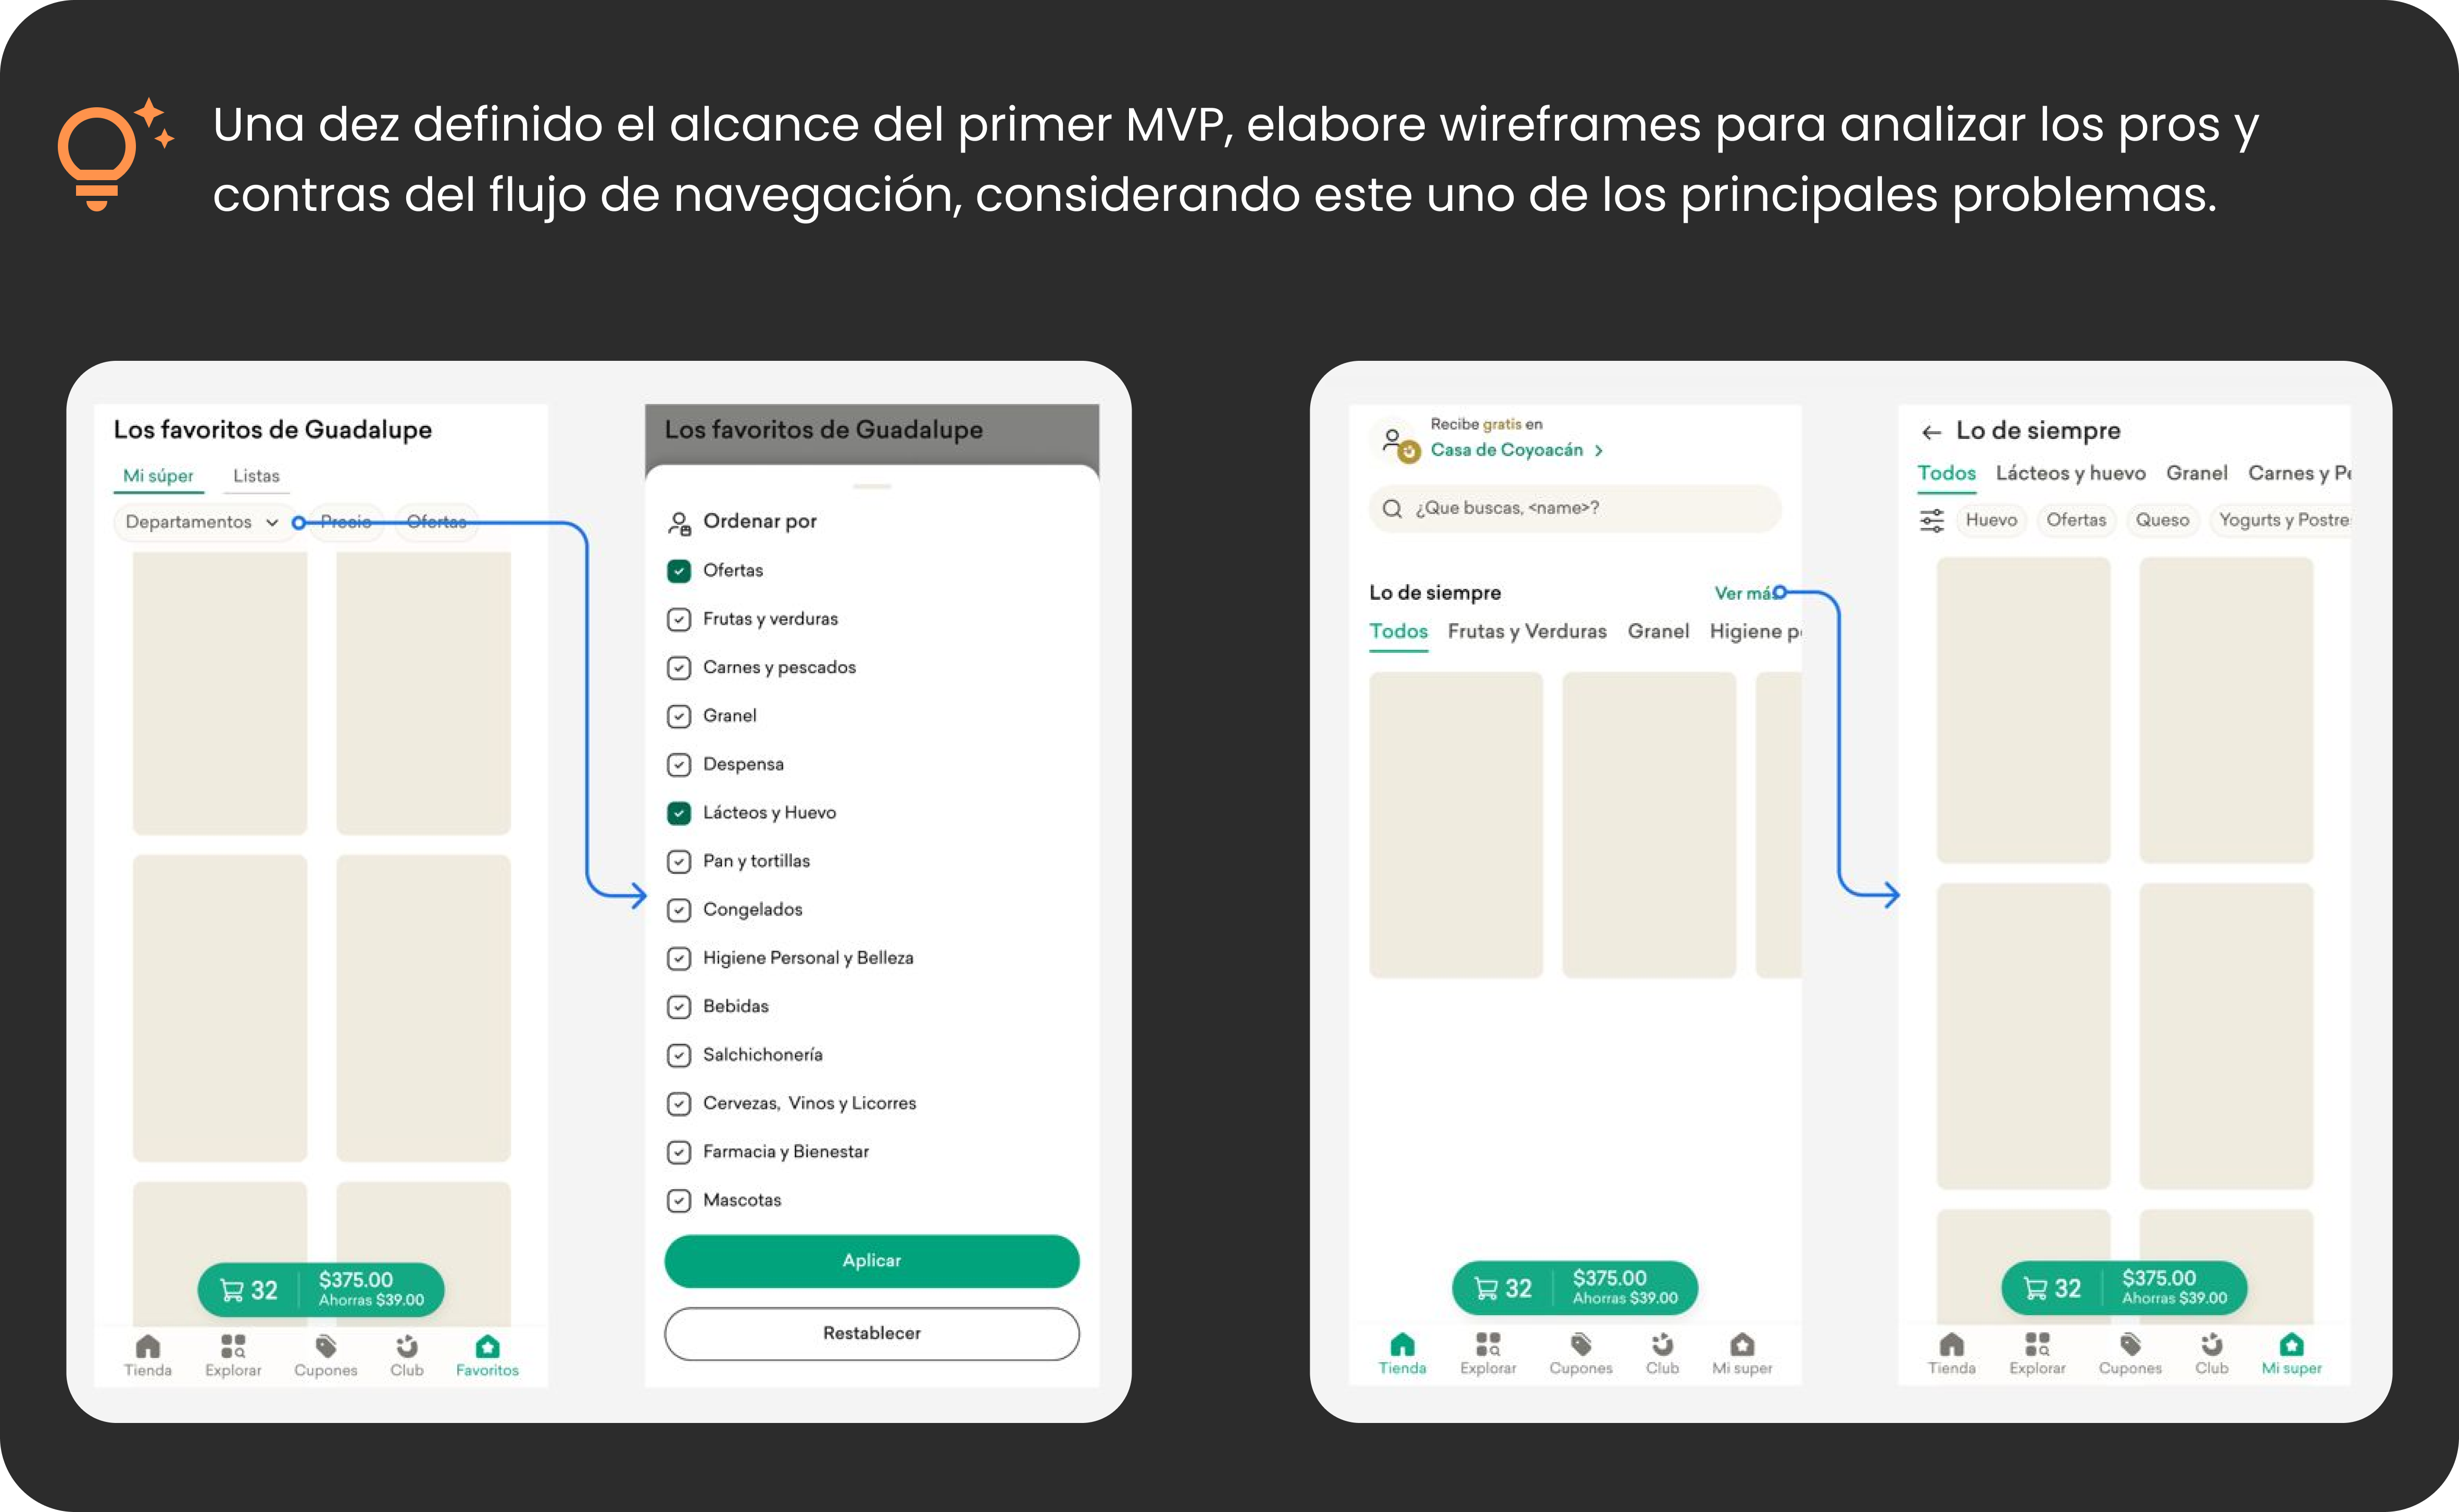 Una dez definido el alcance del primer MVP, elabore wireframes para analizar los pros y
contras del flujo de navegación, considerando este uno de los principales problemas.
Los favoritos de Guadalupe
Mi súper Listas
Departamentos Precio Ofertas
32 $375.00
Ahorras $39.00
Tienda Explorar Cupones Club Favoritos
Los favoritos de Guadalupe
Ordenar por
Ofertas
Frutas y verduras
Carnes y pescados
Granel
Despensa
Lácteos y Huevo
Pan y tortillas
Congelados
Higiene Personal y Belleza
Bebidas
Salchichonería
Cervezas, Vinos y Licorres
Farmacia y Bienestar
Mascotas
Aplicar
Restablecer
Recibe gratis en
Casa de Coyoacán
¿Que buscas, <name>?
Lo de siempre Ver más
Todos Frutas y Verduras Granel Higiene p
32 $375.00
Ahorras $39.00
Tienda Explorar Cupones Club Mi super
Lo de siempre
Todos Lácteos y huevo Granel Carnes y Pe
Huevo Ofertas Queso Yogurts y Postre
32 $375.00
Ahorras $39.00
Tienda Explorar Cupones Club Mi super